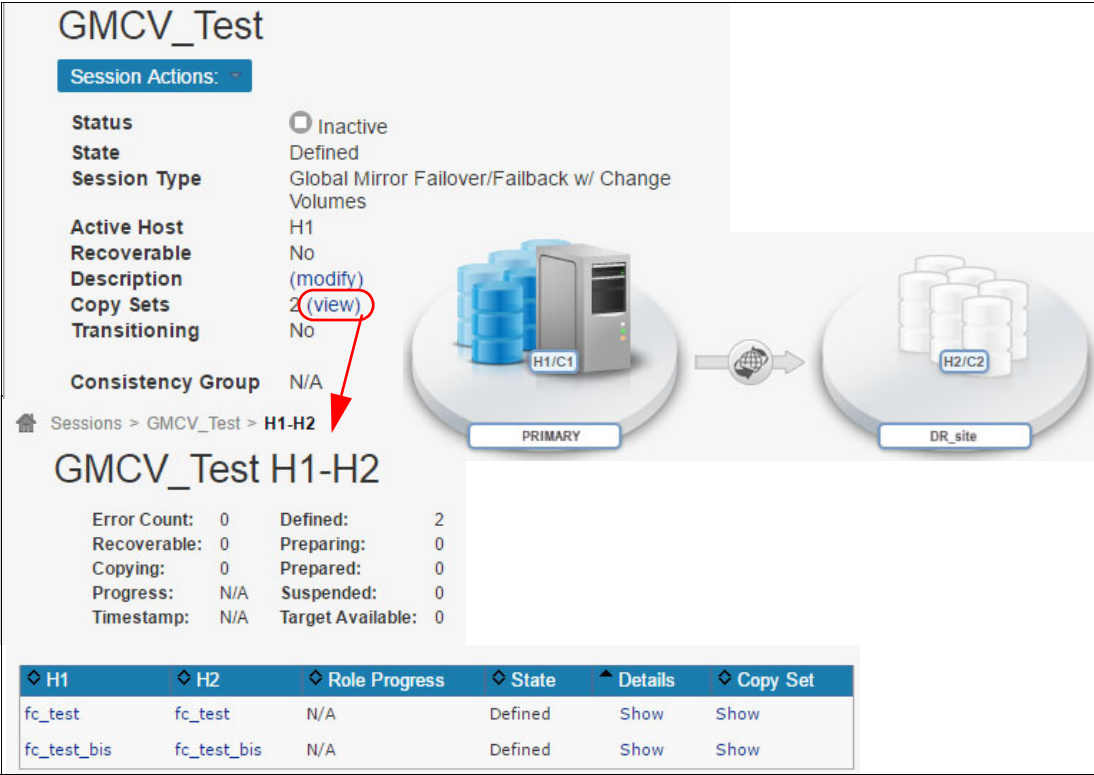 GMCV_Test
Session Actions:
Status Inactive
State Defined
Session Type Global Mirror Failover/Failback w/ Change
Volumes
Active Host H1
Recoverable No
Description (modify)
Copy Sets 2 (view)
Transitioning No
Consistency Group N/A
H1/C1
H2/C2
PRIMARY
DR_site
Sessions > GMCV_Test > H1-H2
GMCV_Test H1-H2
Error Count: 0 Defined: 2
Recoverable: 0 Preparing: 0
Copying: 0 Prepared: 0
Progress: N/A Suspended: 0
Timestamp: N/A Target Available: 0
H1 H2 Role Progress State Details Copy Set
fc_test fc_test N/A Defined Show Show
fc_test_bis fc_test_bis N/A Defined Show Show